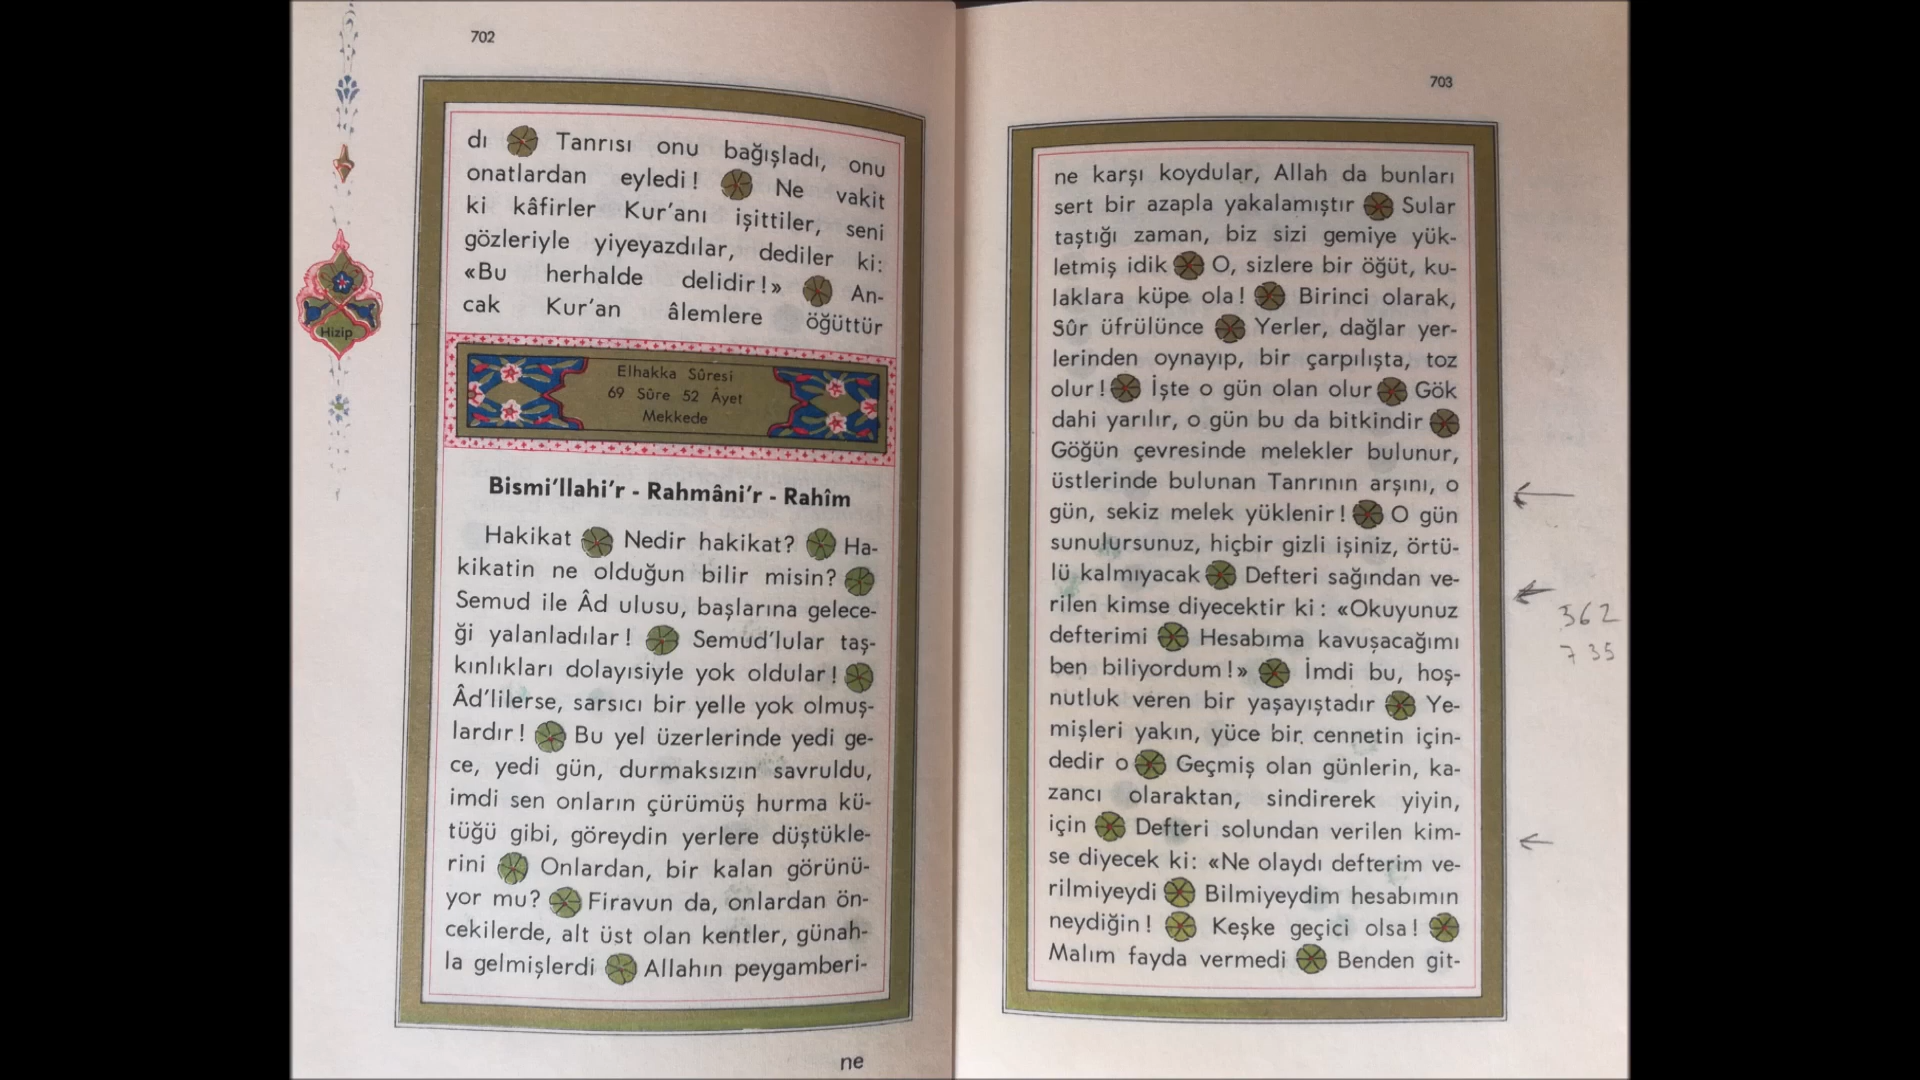 702
dı Tanrısı onu bağışladı, onu
onatlardan eyledi! Ne vakit
ki kâfirler Kur'anı işittiler, seni
gözleriyle yiyeyazdılar, dediler ki:
«Bu herhalde delidir!» An-
cak Kur'an âlemlere öğüttür
Hizip
Elhakka Sûresi
69 Sûre 52 Âyet
Mekkede
Bismi'llahi'r - Rahmâni'r - Rahîm
Hakikat Nedir hakikat? Ha-
kikatin ne olduğun bilir misin?
Semud ile Âd ulusu, başlarına gelece-
ği yalanladılar! Semud'lular taş-
kınlıkları dolayısiyle yok oldular!
Âd'lilerse, sarsıcı bir yelle yok olmuş-
lardır! Bu yel üzerlerinde yedi ge-
ce, yedi gün, durmaksızın savruldu,
imdi sen onların çürümüş hurma kü-
tüğü gibi, göreydin yerlere düştükle-
rini Onlardan, bir kalan görünü-
yor mu? Firavun da, onlardan ön-
cekilerde, alt üst olan kentler, günah-
la gelmişlerdi Allahın peygamberi-
ne
703
ne karşı koydular, Allah da bunları
sert bir azapla yakalamıştır Sular
taştığı zaman, biz sizi gemiye yük-
letmiş idik O, sizlere bir öğüt, ku-
laklara küpe ola! Birinci olarak,
Sûr üfrülünce Yerler, dağlar yer-
lerinden oynayıp, bir çarpılışta, toz
olur! İşte o gün olan olur Gök
dahi yarılır, o gün bu da bitkindir
Göğün çevresinde melekler bulunur,
üstlerinde bulunan Tanrının arşını, o
gün, sekiz melek yüklenir! O gün
sunulursunuz, hiçbir gizli işiniz, örtü-
lü kalmıyacak Defteri sağından ve-
rilen kimse diyecektir ki: «Okuyunuz
defterimi Hesabıma kavuşacağımı
ben biliyordum!» İmdi bu, hoş-
nutluk veren bir yaşayıştadır Ye-
mişleri yakın, yüce bir cennetin için-
dedir o Geçmiş olan günlerin, ka-
zancı olaraktan, sindirerek yiyin,
için Defteri solundan verilen kim-
se diyecek ki: «Ne olaydı defterim ve-
rilmiyeydi Bilmiyeydim hesabımın
neydiğin! Keşke geçici olsa!
Malım fayda vermedi Benden git-
362
735